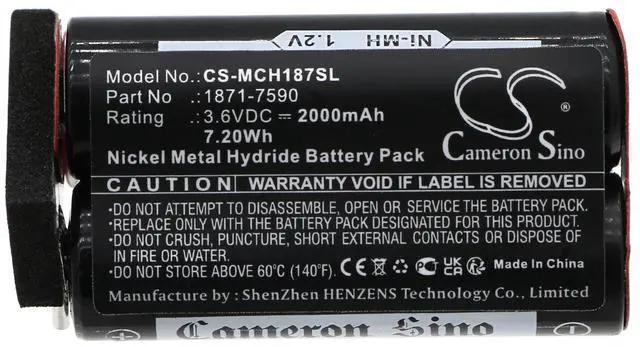 Ni-MH 1.2V
Model No.: CS-MCH187SL
Part No : 1871-7590
Rating : 3.6VDC ⎓ 2000mAh
7.20Wh
Nickel Metal Hydride Battery Pack
CS
Cameron Sino
®
CAUTION WARRANTY VOID IF LABEL IS REMOVED
•DO NOT ATTEMPT TO DISASSEMBLE, OPEN OR SERVICE THE BATTERY
•REPLACE ONLY WITH THE BATTERY PACK DESIGNED FOR THIS PRODUCT
•DO NOT CRUSH, PUNCTURE, SHORT EXTERNAL CONTACTS OR DISPOSE OF
IN FIRE OR WATER
•DO NOT STORE ABOVE 60°C (140°F).
CE UK CA Made In China
Manufacture by : ShenZhen HENZENS Technology Co., Limited
Cameron Sino